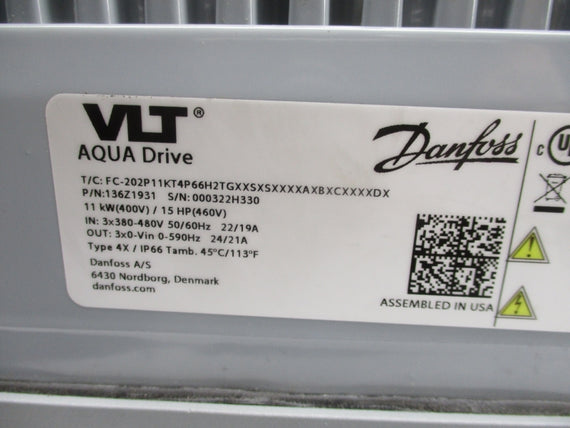 VLT®
AQUA Drive
Danfoss
T/C: FC-202P11KT4P66H2TGXXSXSXXXXAXBXCXXXXDX
P/N:136Z1931 S/N: 000322H330
11 kW(400V) / 15 HP(460V)
IN: 3x380-480V 50/60Hz 22/19A
OUT: 3x0-Vin 0-590Hz 24/21A
Type 4X / IP66 Tamb. 45°C/113°F
Danfoss A/S
6430 Nordborg, Denmark
danfoss.com
ASSEMBLED IN USA
c